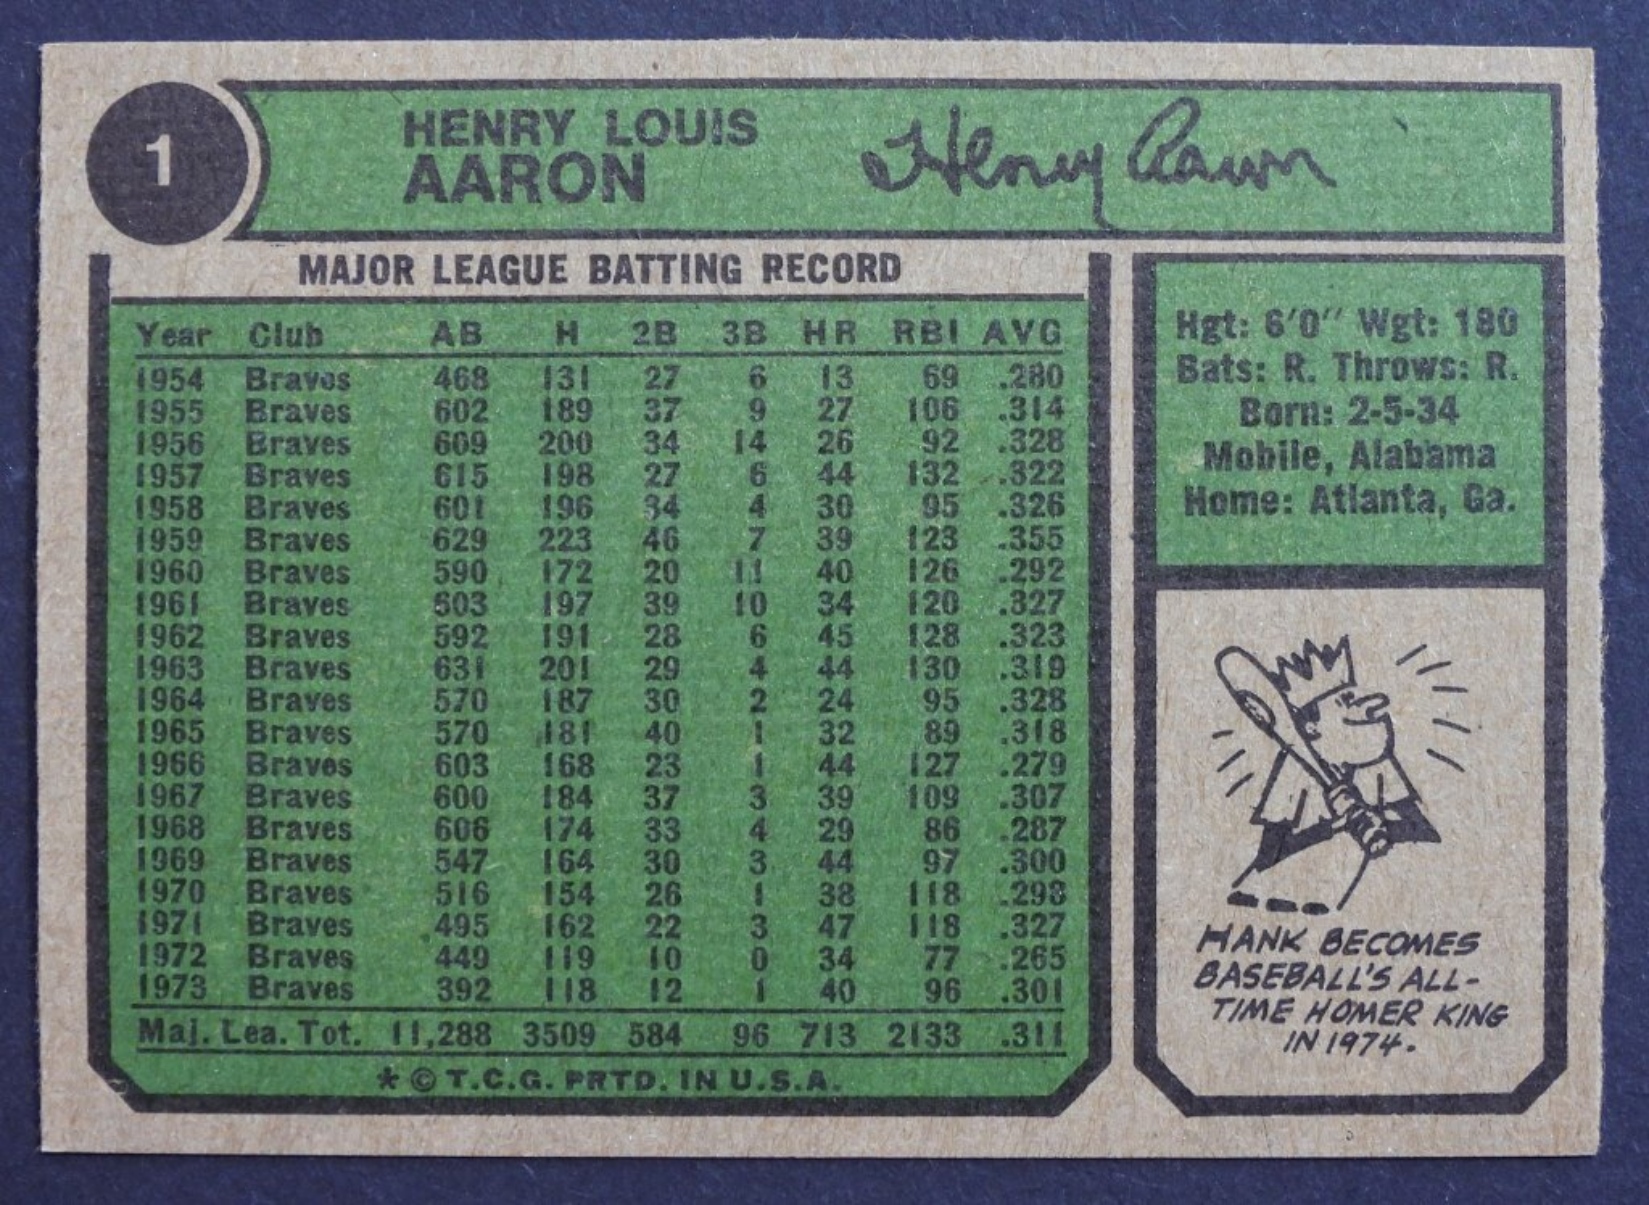 1
HENRY LOUIS
AARON
Henry Aaron
MAJOR LEAGUE BATTING RECORD
Year Club AB H 2B 3B HR RBI AVG
1954 Braves 468 131 27 6 13 69 .280
1955 Braves 602 189 37 9 27 106 .314
1956 Braves 609 200 34 14 26 92 .328
1957 Braves 615 198 27 6 44 132 .322
1958 Braves 601 196 34 4 30 95 .326
1959 Braves 629 223 46 7 39 123 .355
1960 Braves 590 172 20 11 40 126 .292
1961 Braves 603 197 39 10 34 120 .327
1962 Braves 592 191 28 6 45 128 .323
1963 Braves 631 201 29 4 44 130 .319
1964 Braves 570 187 30 2 24 95 .328
1965 Braves 570 181 40 1 32 89 .318
1966 Braves 603 168 23 1 44 127 .279
1967 Braves 600 184 37 3 39 109 .307
1968 Braves 606 174 33 4 29 86 .287
1969 Braves 547 164 30 3 44 97 .300
1970 Braves 516 154 26 1 38 118 .298
1971 Braves 495 162 22 3 47 118 .327
1972 Braves 449 119 10 0 34 77 .265
1973 Braves 392 118 12 1 40 96 .301
Maj. Lea. Tot. 11,288 3509 584 96 713 2133 .311
* © T.C.G. PRTD. IN U.S.A.
Hgt: 6'0" Wgt: 180
Bats: R. Throws: R.
Born: 2-5-34
Mobile, Alabama
Home: Atlanta, Ga.
HANK BECOMES
BASEBALL'S ALL-
TIME HOMER KING
IN 1974.